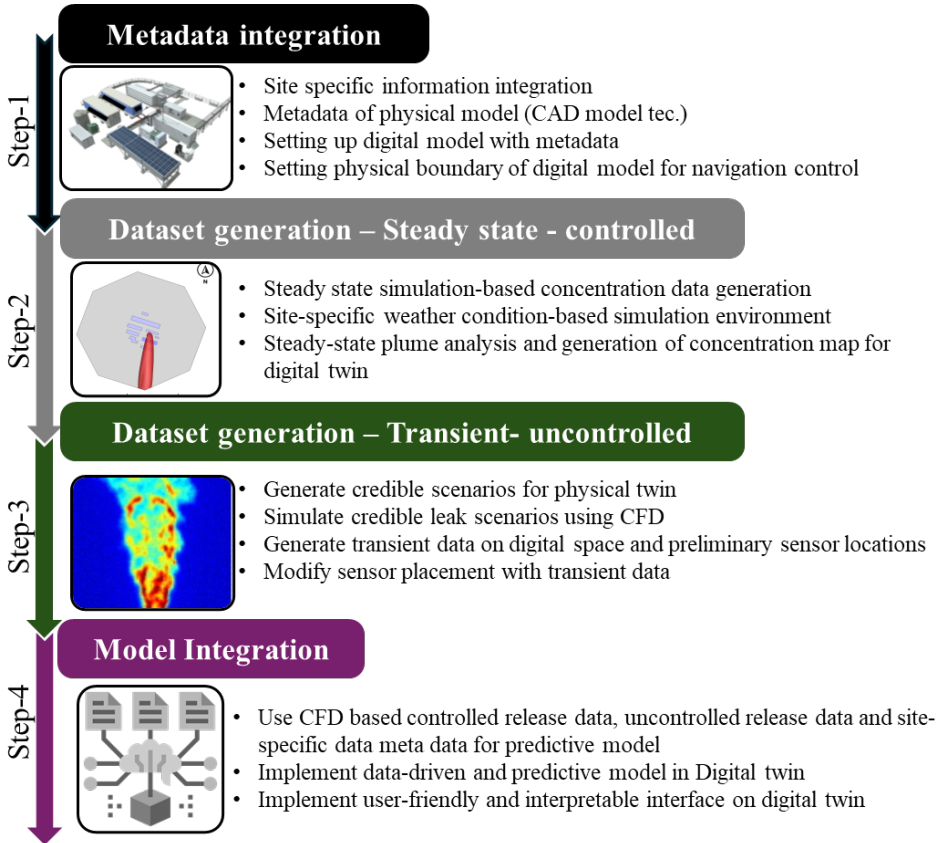 Metadata integration
Step-1
• Site specific information integration
• Metadata of physical model (CAD model tec.)
• Setting up digital model with metadata
• Setting physical boundary of digital model for navigation control
Dataset generation – Steady state - controlled
Step-2
N
• Steady state simulation-based concentration data generation
• Site-specific weather condition-based simulation environment
• Steady-state plume analysis and generation of concentration map for
digital twin
Dataset generation – Transient- uncontrolled
Step-3
• Generate credible scenarios for physical twin
• Simulate credible leak scenarios using CFD
• Generate transient data on digital space and preliminary sensor locations
• Modify sensor placement with transient data
Model Integration
Step-4
• Use CFD based controlled release data, uncontrolled release data and site-
specific data meta data for predictive model
• Implement data-driven and predictive model in Digital twin
• Implement user-friendly and interpretable interface on digital twin